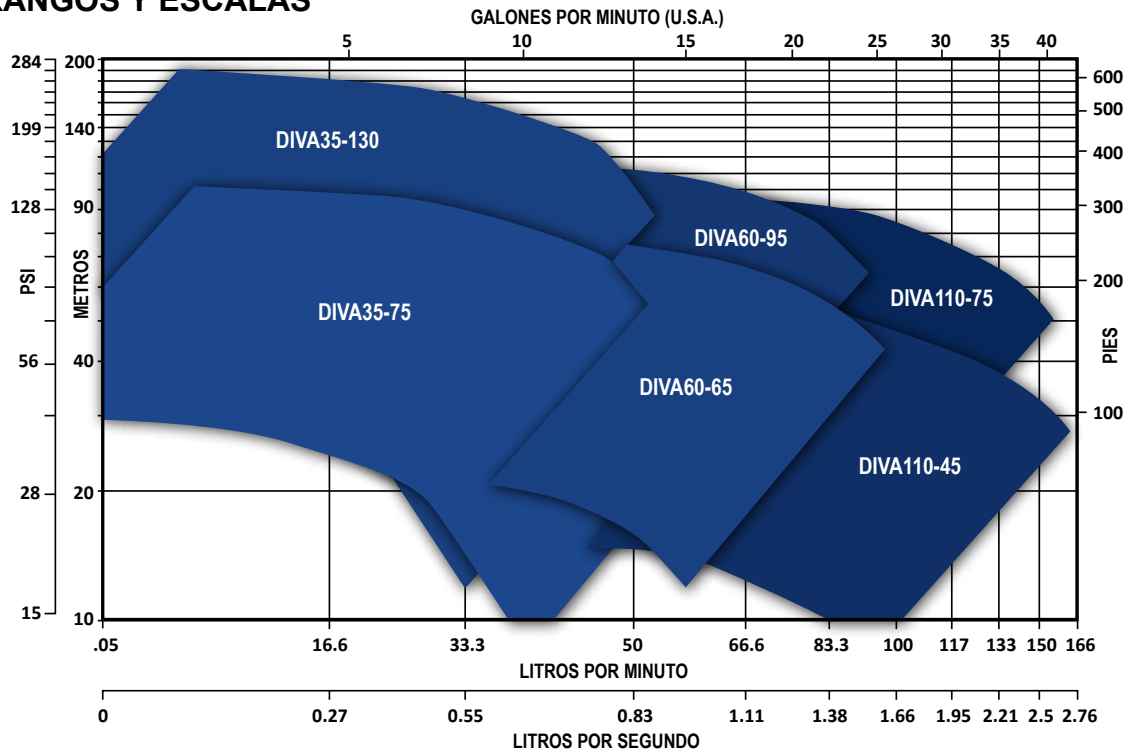 RANGOS Y ESCALAS
GALONES POR MINUTO (U.S.A.)
5 10 15 20 25 30 35 40
284 200 600
500
199 140 400
128 90 300
200
56 40
100
28 20
15 10
PSI
METROS
PIES
DIVA35-130
DIVA60-95
DIVA110-75
DIVA35-75
DIVA60-65
DIVA110-45
.05 16.6 33.3 50 66.6 83.3 100 117 133 150 166
LITROS POR MINUTO
0 0.27 0.55 0.83 1.11 1.38 1.66 1.95 2.21 2.5 2.76
LITROS POR SEGUNDO